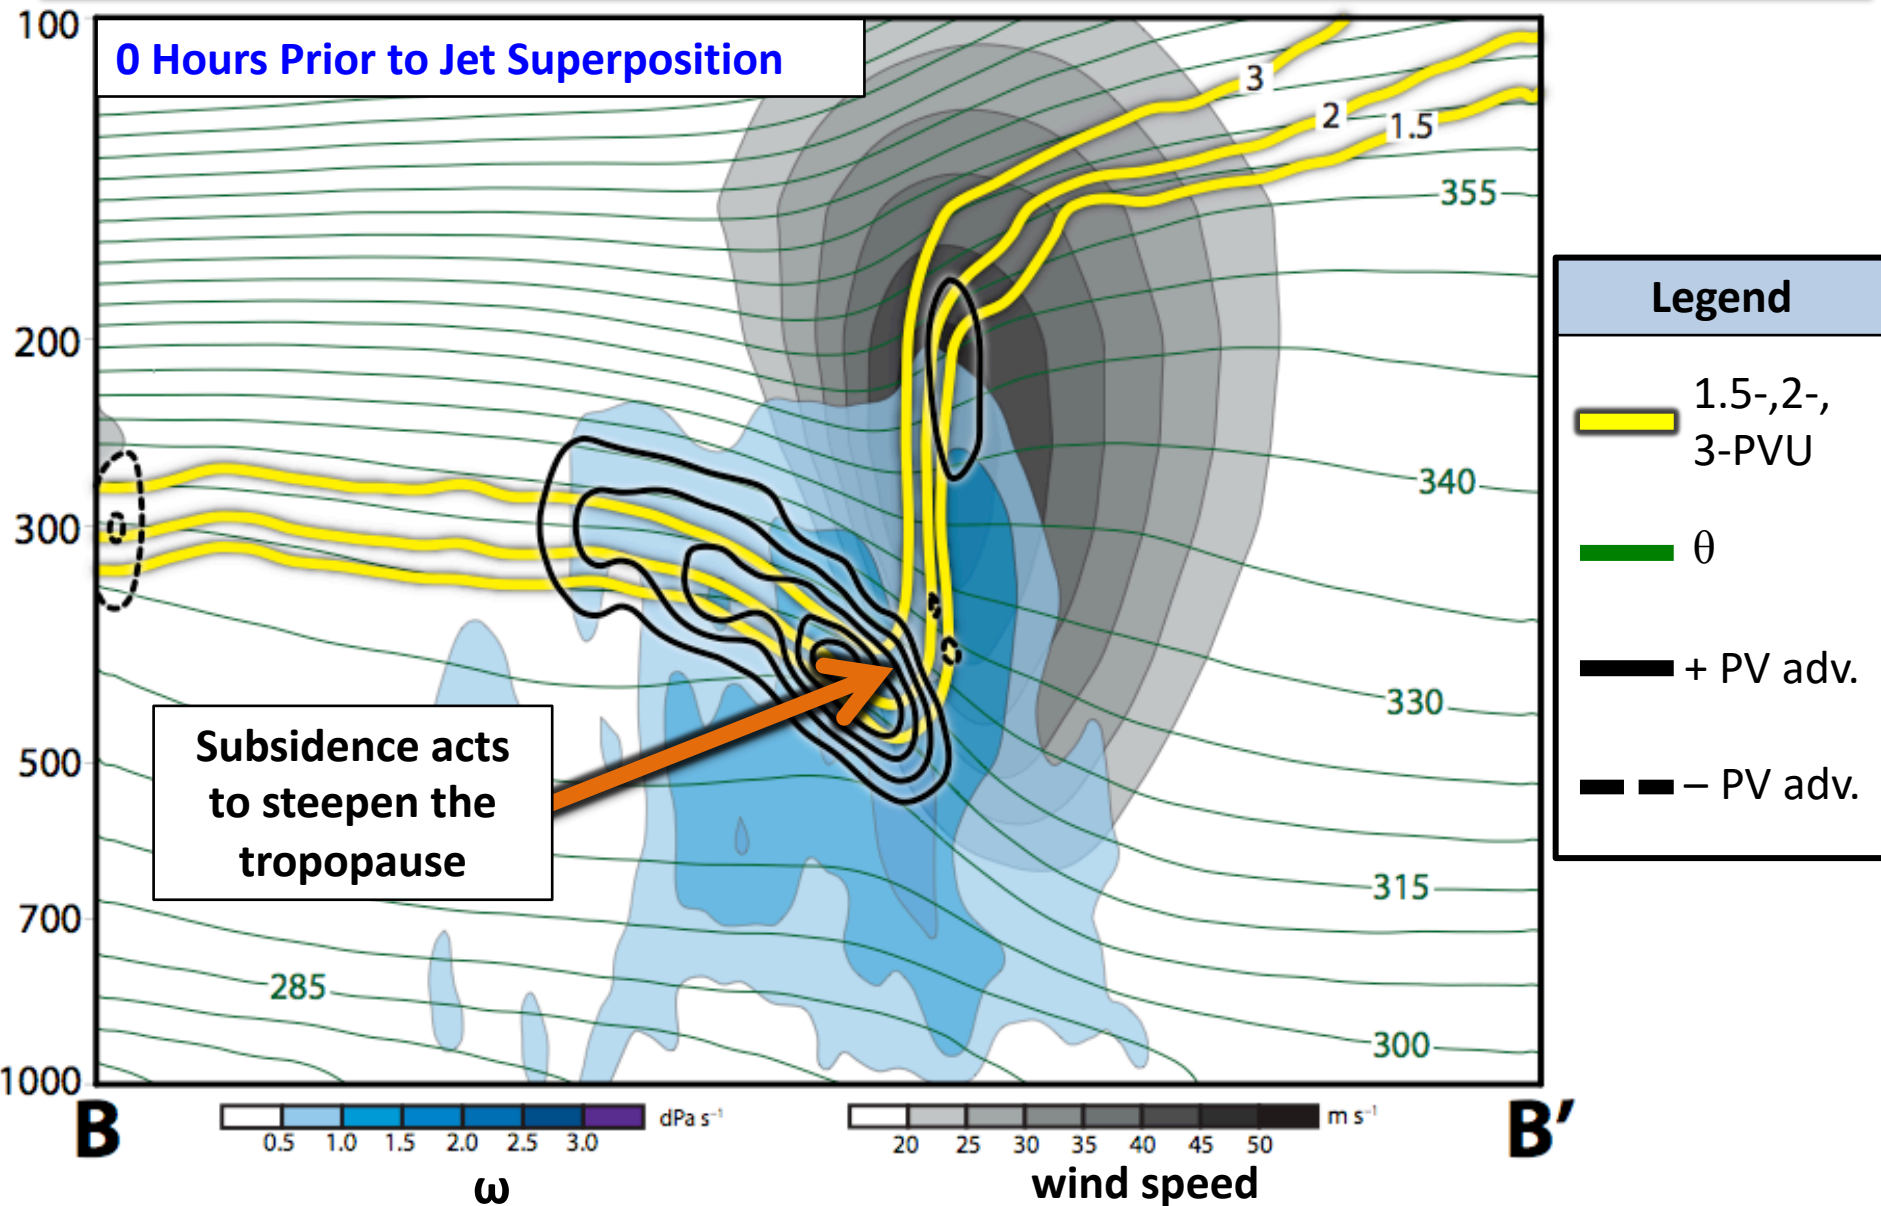 100
0 Hours Prior to Jet Superposition
3
2
1.5
355
200
340
300
330
500
Subsidence acts
to steepen the
tropopause
315
700
285
300
1000
Legend
1.5-,2-,
3-PVU
θ
+ PV adv.
– PV adv.
B
B′
0.5 1.0 1.5 2.0 2.5 3.0
dPa s⁻¹
ω
20 25 30 35 40 45 50
m s⁻¹
wind speed